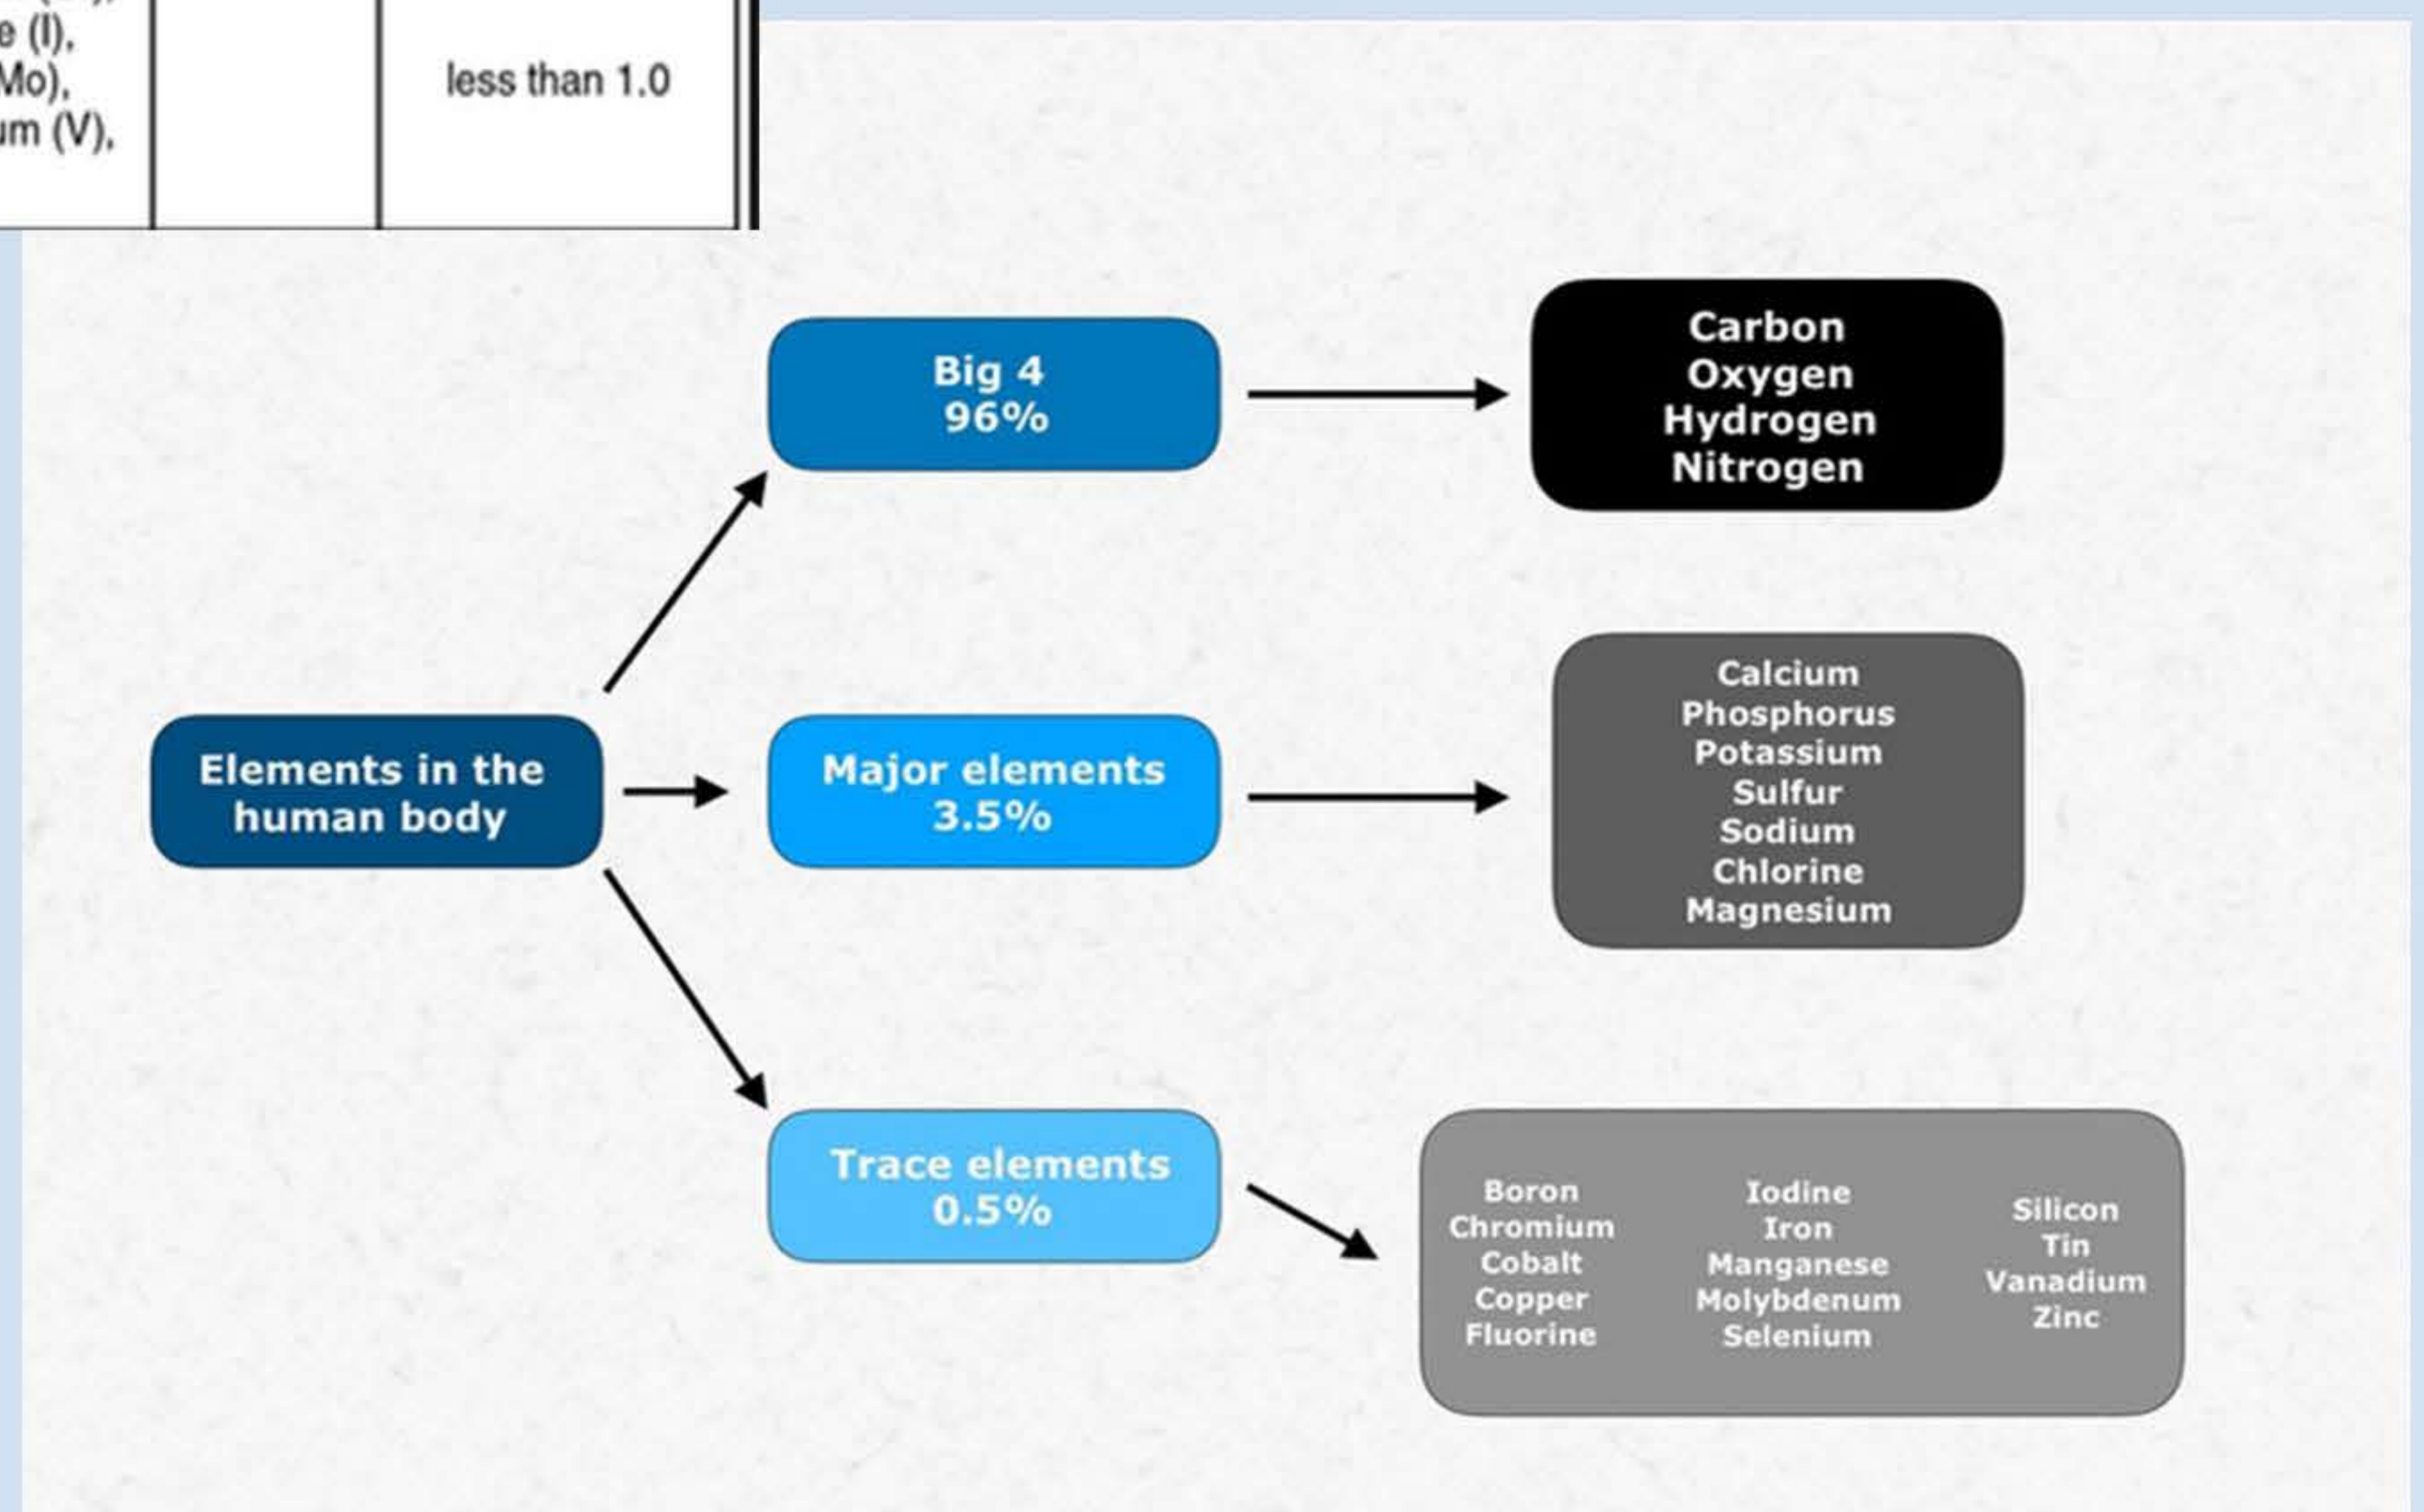 e (I),
Mo),
um (V),
less than 1.0
Big 4
96%
Carbon
Oxygen
Hydrogen
Nitrogen
Elements in the
human body
Major elements
3.5%
Calcium
Phosphorus
Potassium
Sulfur
Sodium
Chlorine
Magnesium
Trace elements
0.5%
Boron
Chromium
Cobalt
Copper
Fluorine
Iodine
Iron
Manganese
Molybdenum
Selenium
Silicon
Tin
Vanadium
Zinc